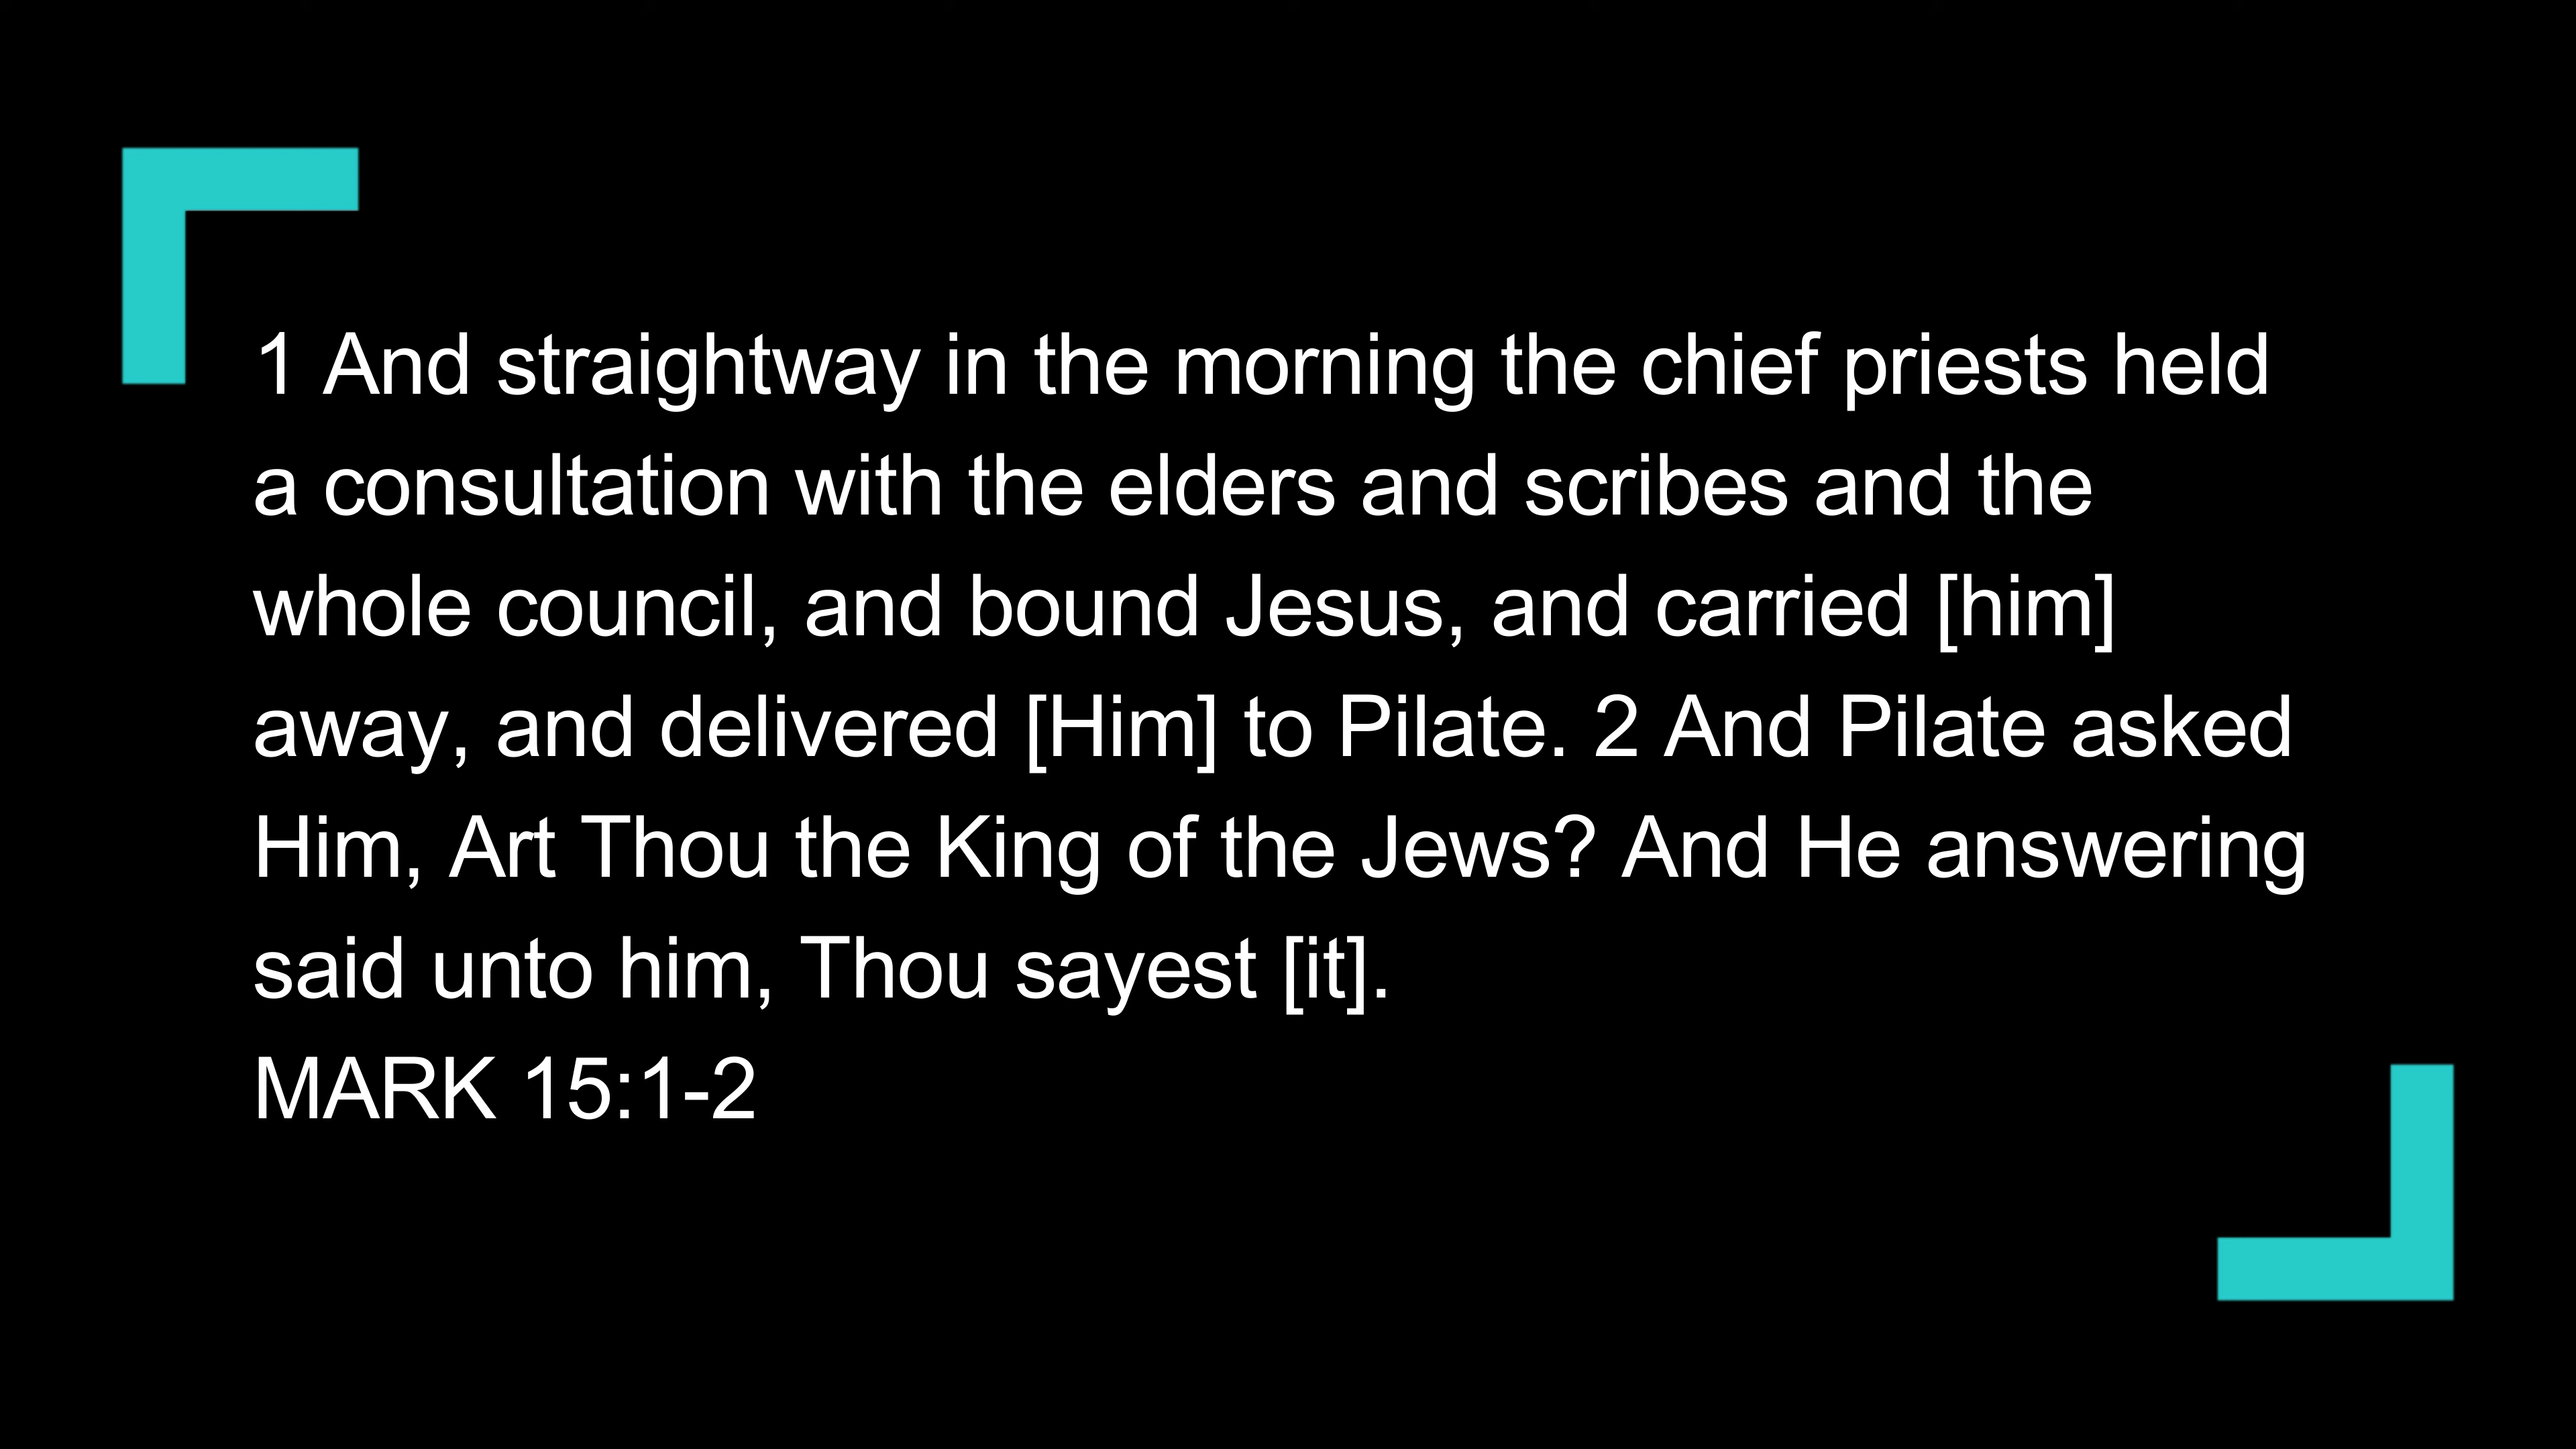 1 And straightway in the morning the chief priests held
a consultation with the elders and scribes and the
whole council, and bound Jesus, and carried [him]
away, and delivered [Him] to Pilate. 2 And Pilate asked
Him, Art Thou the King of the Jews? And He answering
said unto him, Thou sayest [it].
MARK 15:1-2